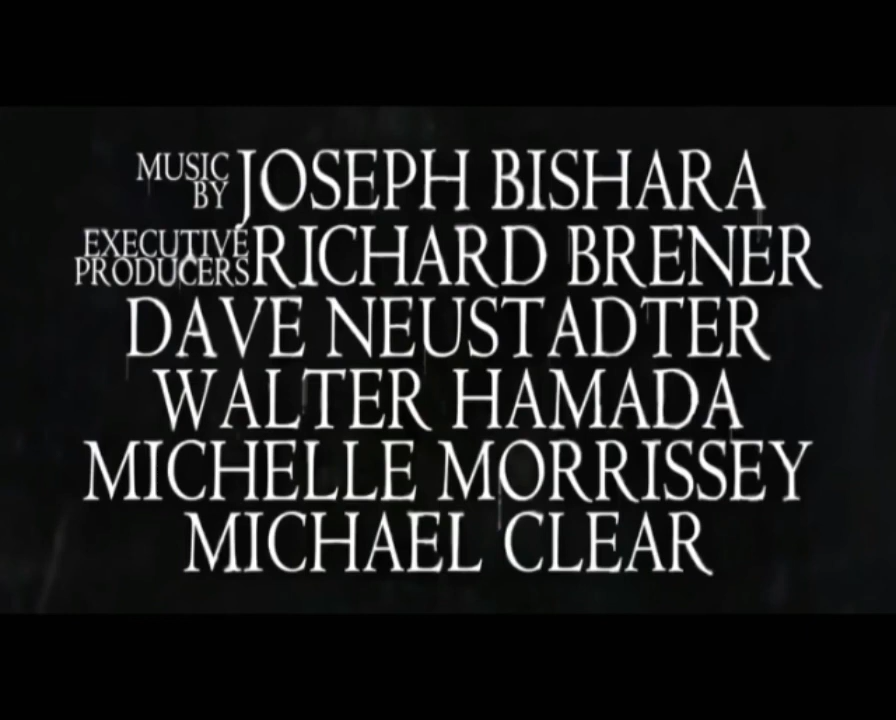 MUSIC BY JOSEPH BISHARA
EXECUTIVE PRODUCERS RICHARD BRENER
DAVE NEUSTADTER
WALTER HAMADA
MICHELLE MORRISSEY
MICHAEL CLEAR